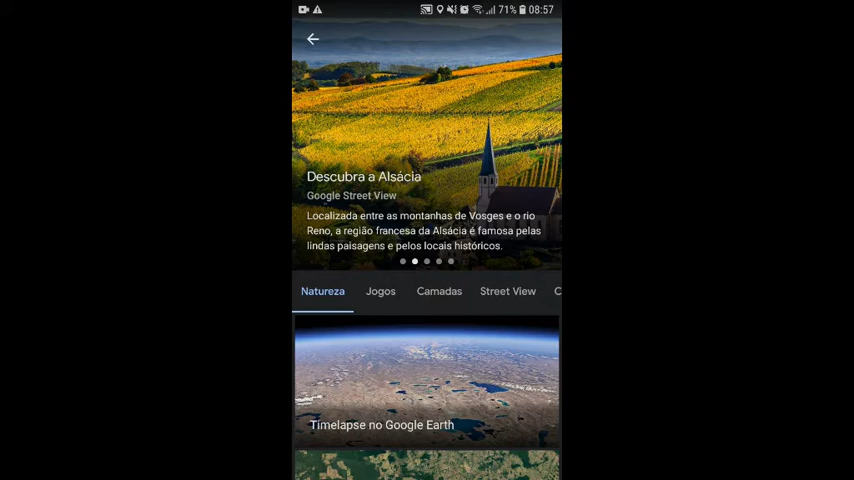 71% 08:57
Descubra a Alsácia
Google Street View
Localizada entre as montanhas de Vosges e o rio
Reno, a região francesa da Alsácia é famosa pelas
lindas paisagens e pelos locais históricos.
Natureza Jogos Camadas Street View C
Timelapse no Google Earth